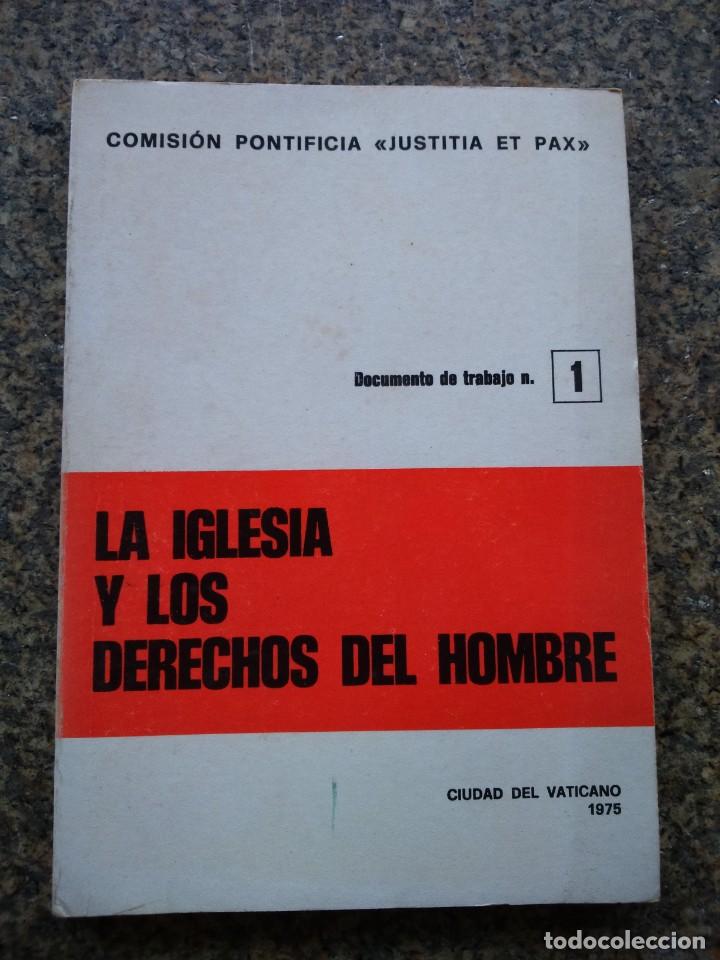 COMISIÓN PONTIFICIA «JUSTITIA ET PAX»
Documento de trabajo n. 1
LA IGLESIA
Y LOS
DERECHOS DEL HOMBRE
CIUDAD DEL VATICANO
1975
todocoleccion